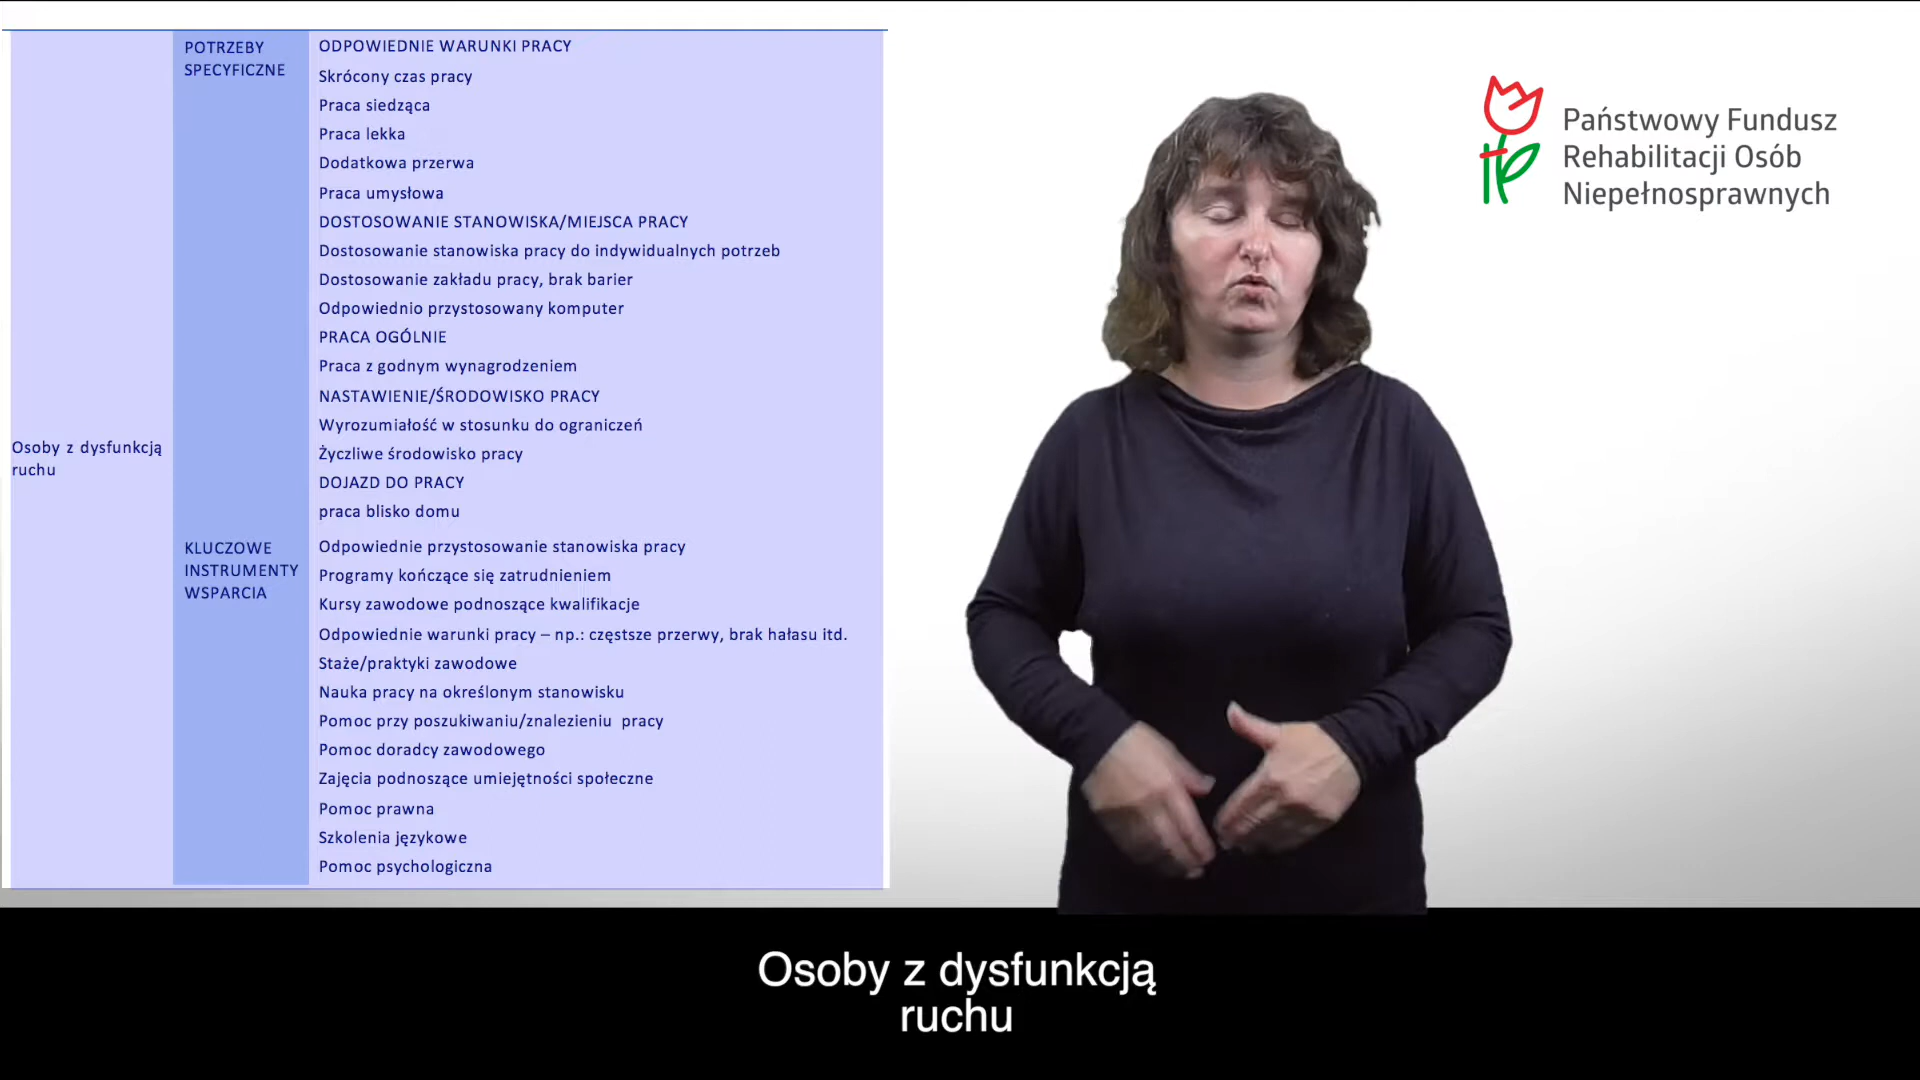 Osoby z dysfunkcją
ruchu
POTRZEBY
SPECYFICZNE
ODPOWIEDNIE WARUNKI PRACY
Skrócony czas pracy
Praca siedząca
Praca lekka
Dodatkowa przerwa
Praca umysłowa
DOSTOSOWANIE STANOWISKA/MIEJSCA PRACY
Dostosowanie stanowiska pracy do indywidualnych potrzeb
Dostosowanie zakładu pracy, brak barier
Odpowiednio przystosowany komputer
PRACA OGÓLNIE
Praca z godnym wynagrodzeniem
NASTAWIENIE/ŚRODOWISKO PRACY
Wyrozumiałość w stosunku do ograniczeń
Życzliwe środowisko pracy
DOJAZD DO PRACY
praca blisko domu
KLUCZOWE
INSTRUMENTY
WSPARCIA
Odpowiednie przystosowanie stanowiska pracy
Programy kończące się zatrudnieniem
Kursy zawodowe podnoszące kwalifikacje
Odpowiednie warunki pracy – np.: częstsze przerwy, brak hałasu itd.
Staże/praktyki zawodowe
Nauka pracy na określonym stanowisku
Pomoc przy poszukiwaniu/znalezieniu pracy
Pomoc doradcy zawodowego
Zajęcia podnoszące umiejętności społeczne
Pomoc prawna
Szkolenia językowe
Pomoc psychologiczna
Państwowy Fundusz
Rehabilitacji Osób
Niepełnosprawnych
Osoby z dysfunkcją
ruchu